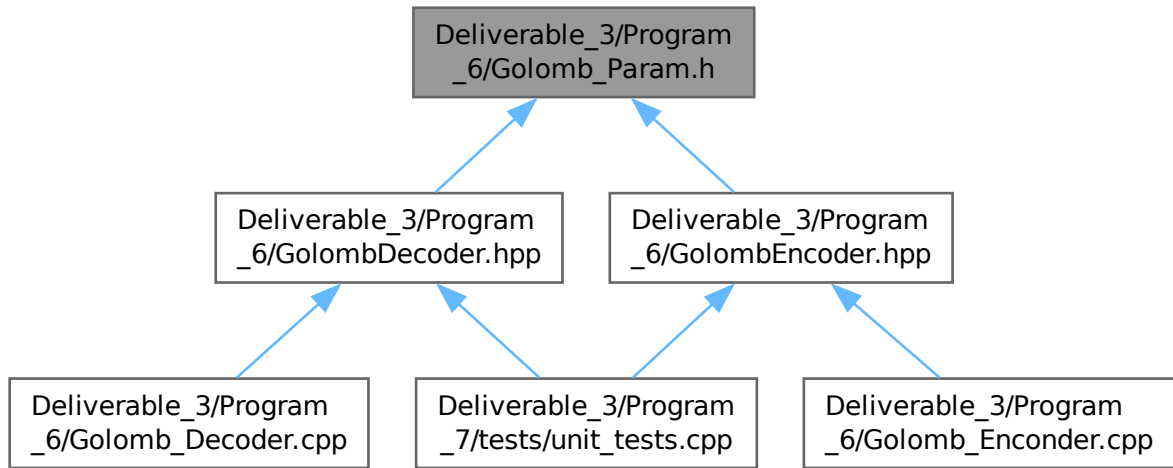 Deliverable_3/Program
_6/Golomb_Param.h
Deliverable_3/Program
_6/GolombDecoder.hpp
Deliverable_3/Program
_6/GolombEncoder.hpp
Deliverable_3/Program
_6/Golomb_Decoder.cpp
Deliverable_3/Program
_7/tests/unit_tests.cpp
Deliverable_3/Program
_6/Golomb_Enconder.cpp